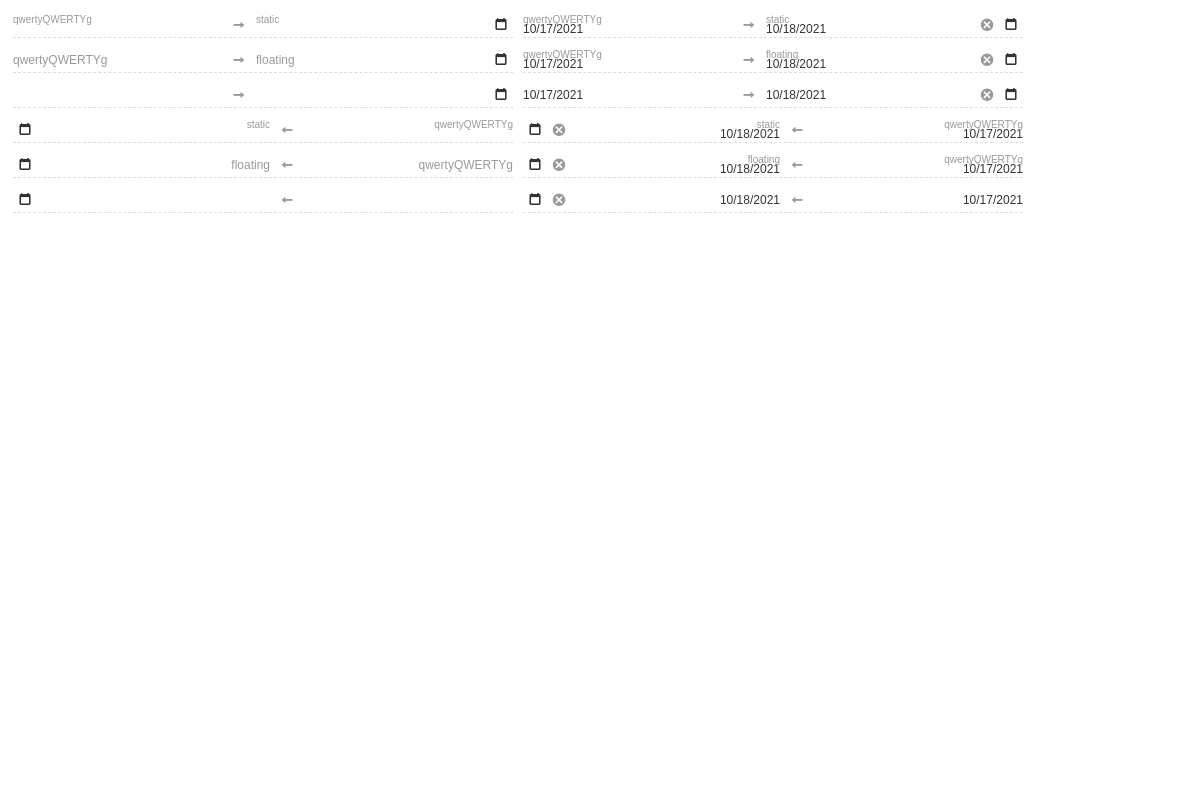 qwertyQWERTYg static qwertyQWERTYg static
10/17/2021 10/18/2021
qwertyQWERTYg floating qwertyQWERTYg floating
10/17/2021 10/18/2021
10/17/2021 10/18/2021
static qwertyQWERTYg static qwertyQWERTYg
10/18/2021 10/17/2021
floating qwertyQWERTYg floating qwertyQWERTYg
10/18/2021 10/17/2021
10/18/2021 10/17/2021